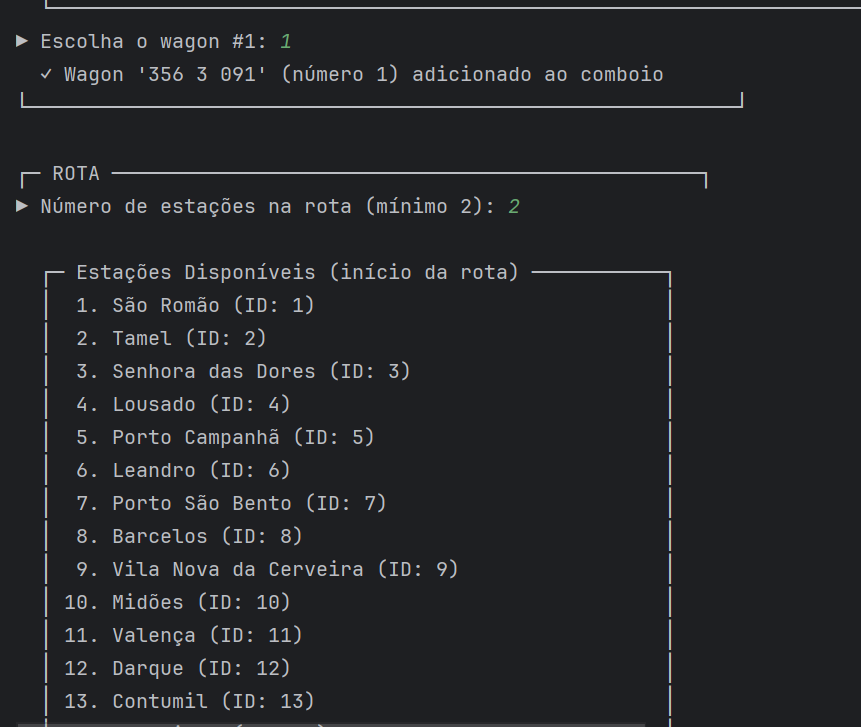 ▶ Escolha o wagon #1: 1
✓ Wagon '356 3 091' (número 1) adicionado ao comboio
ROTA
▶ Número de estações na rota (mínimo 2): 2
Estações Disponíveis (início da rota)
1. São Romão (ID: 1)
2. Tamel (ID: 2)
3. Senhora das Dores (ID: 3)
4. Lousado (ID: 4)
5. Porto Campanhã (ID: 5)
6. Leandro (ID: 6)
7. Porto São Bento (ID: 7)
8. Barcelos (ID: 8)
9. Vila Nova da Cerveira (ID: 9)
10. Midões (ID: 10)
11. Valença (ID: 11)
12. Darque (ID: 12)
13. Contumil (ID: 13)